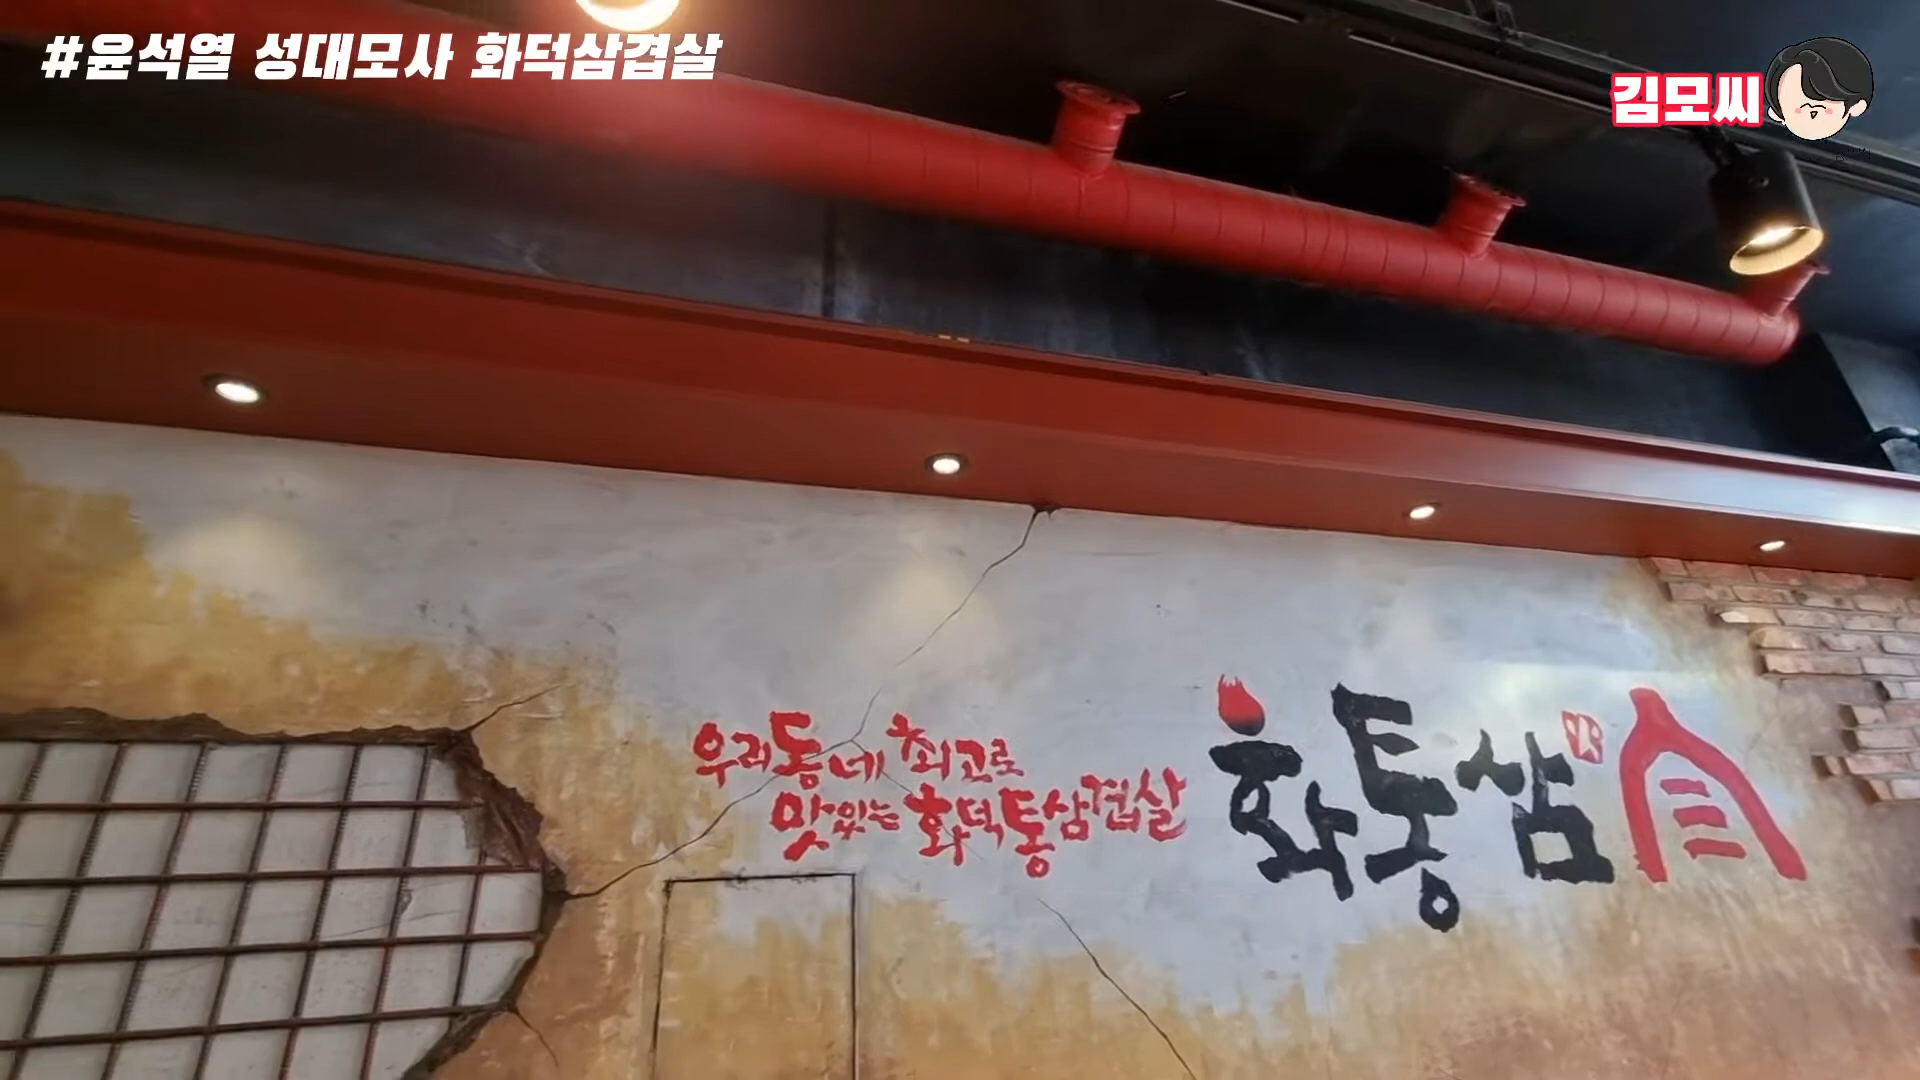 #윤석열 성대모사 화덕삼겹살
김모씨
우리동네 최고로
맛있는 화덕통삼겹살
화통삼